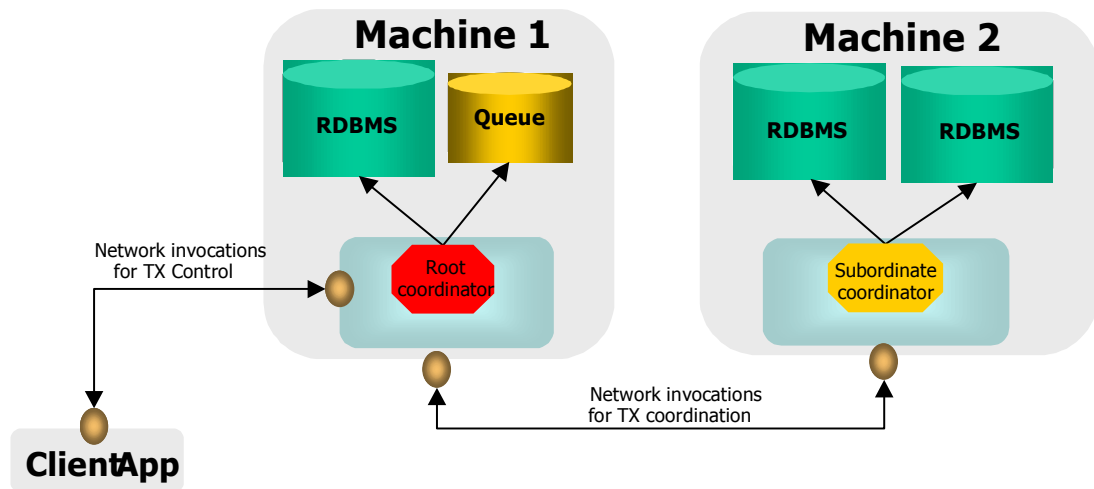 Machine 1
Machine 2
RDBMS
Queue
RDBMS
RDBMS
Network invocations
for TX Control
Root
coordinator
Subordinate
coordinator
Network invocations
for TX coordination
ClientApp